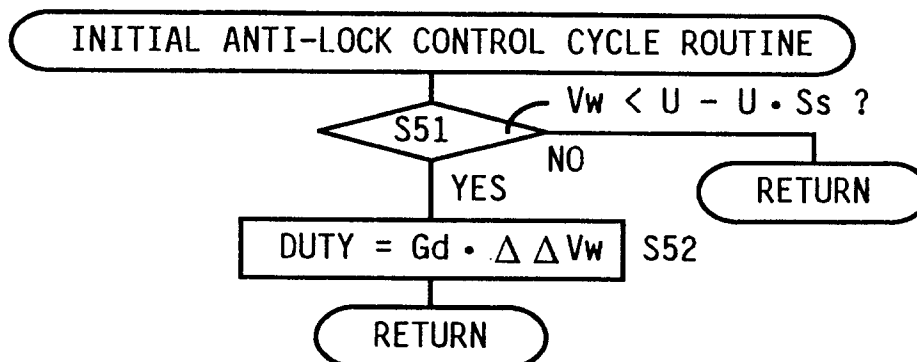 INITIAL ANTI-LOCK CONTROL CYCLE ROUTINE
Vw < U - U · Ss ?
S51
NO
YES
RETURN
DUTY = Gd · Δ Δ Vw
S52
RETURN